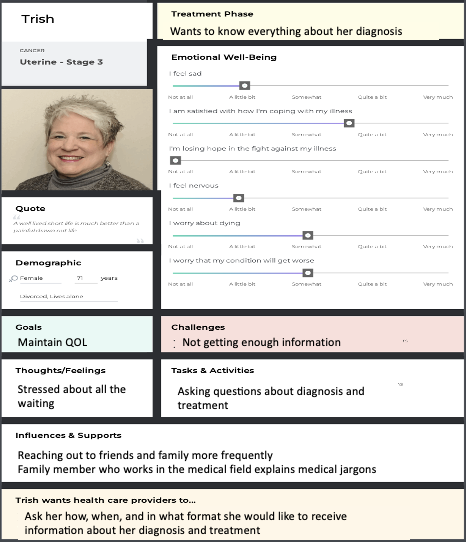 Trish
CANCER
Uterine - Stage 3
Quote
A well lived short life is much better than a
painful drawn out life
Demographic
Female 71 years
Divorced, Lives alone
Goals
Maintain QOL
Thoughts/Feelings
Stressed about all the
waiting
Treatment Phase
Wants to know everything about her diagnosis
Emotional Well-Being
I feel sad
Not at all A little bit Somewhat Quite a bit Very much
I am satisfied with how I'm coping with my illness
Not at all A little bit Somewhat Quite a bit Very much
I'm losing hope in the fight against my illness
Not at all A little bit Somewhat Quite a bit Very much
I feel nervous
Not at all A little bit Somewhat Quite a bit Very much
I worry about dying
Not at all A little bit Somewhat Quite a bit Very much
I worry that my condition will get worse
Not at all A little bit Somewhat Quite a bit Very much
Challenges
Not getting enough information
Tasks & Activities
Asking questions about diagnosis and
treatment
Influences & Supports
Reaching out to friends and family more frequently
Family member who works in the medical field explains medical jargons
Trish wants health care providers to...
Ask her how, when, and in what format she would like to receive
information about her diagnosis and treatment